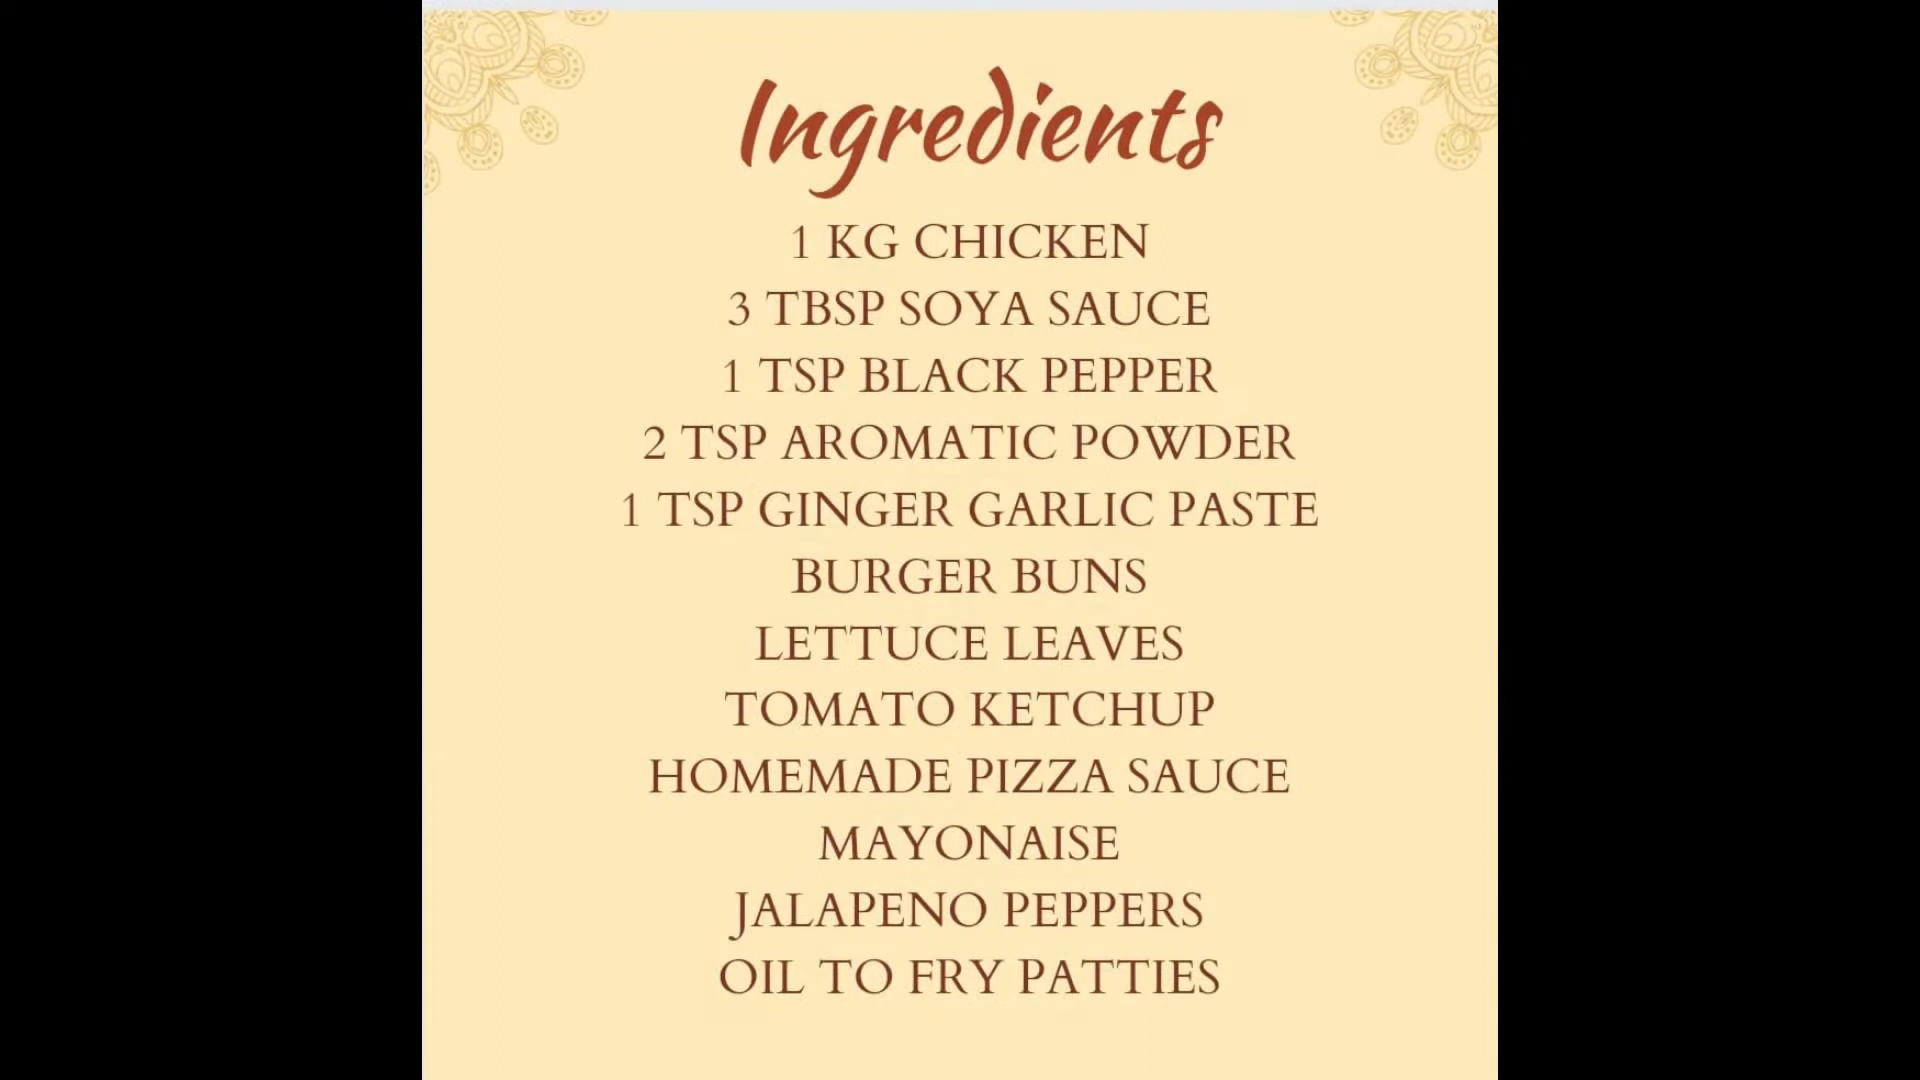 Ingredients
1 KG CHICKEN
3 TBSP SOYA SAUCE
1 TSP BLACK PEPPER
2 TSP AROMATIC POWDER
1 TSP GINGER GARLIC PASTE
BURGER BUNS
LETTUCE LEAVES
TOMATO KETCHUP
HOMEMADE PIZZA SAUCE
MAYONAISE
JALAPENO PEPPERS
OIL TO FRY PATTIES